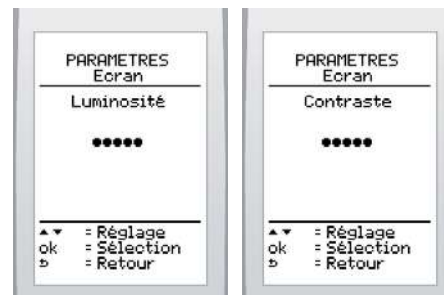 PARAMETRES
Ecran
Luminosité
•••••
▲▼ = Réglage
ok = Sélection
⮌ = Retour
PARAMETRES
Ecran
Contraste
•••••
▲▼ = Réglage
ok = Sélection
⮌ = Retour